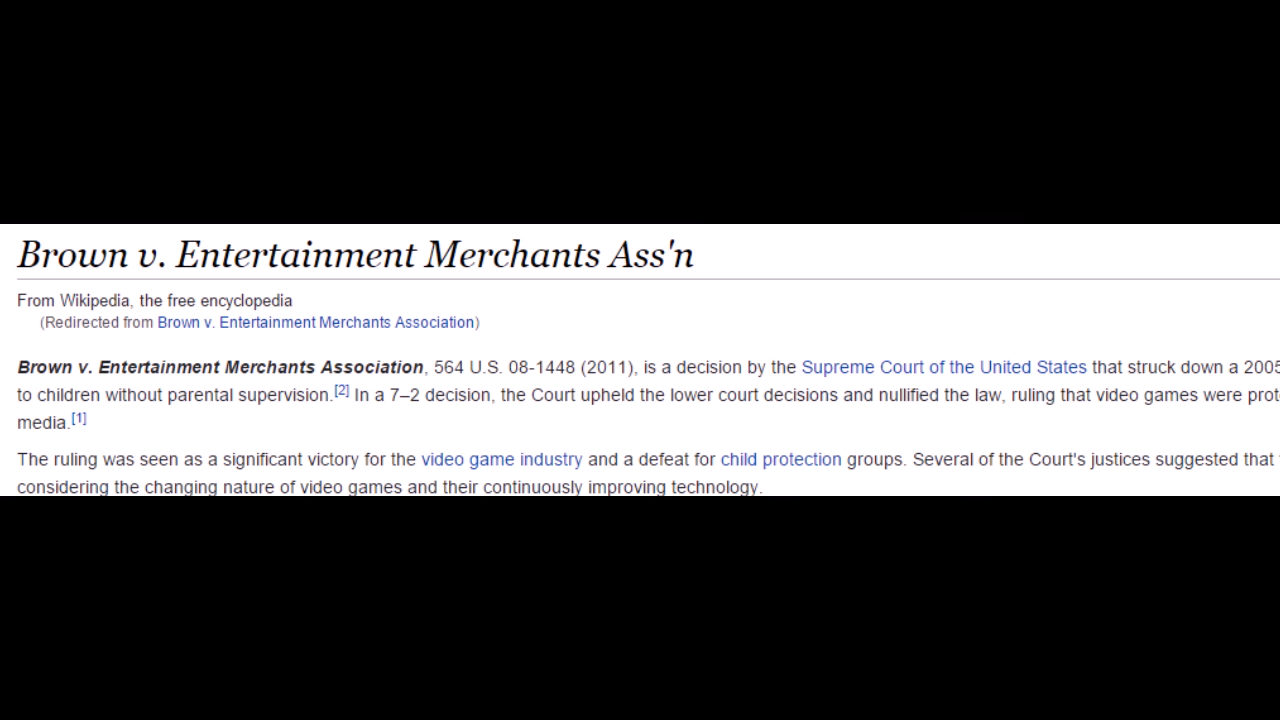 Brown v. Entertainment Merchants Ass'n
From Wikipedia, the free encyclopedia
(Redirected from Brown v. Entertainment Merchants Association)
Brown v. Entertainment Merchants Association, 564 U.S. 08-1448 (2011), is a decision by the Supreme Court of the United States that struck down a 2005
to children without parental supervision.[2] In a 7–2 decision, the Court upheld the lower court decisions and nullified the law, ruling that video games were prote
media.[1]
The ruling was seen as a significant victory for the video game industry and a defeat for child protection groups. Several of the Court's justices suggested that
considering the changing nature of video games and their continuously improving technology.